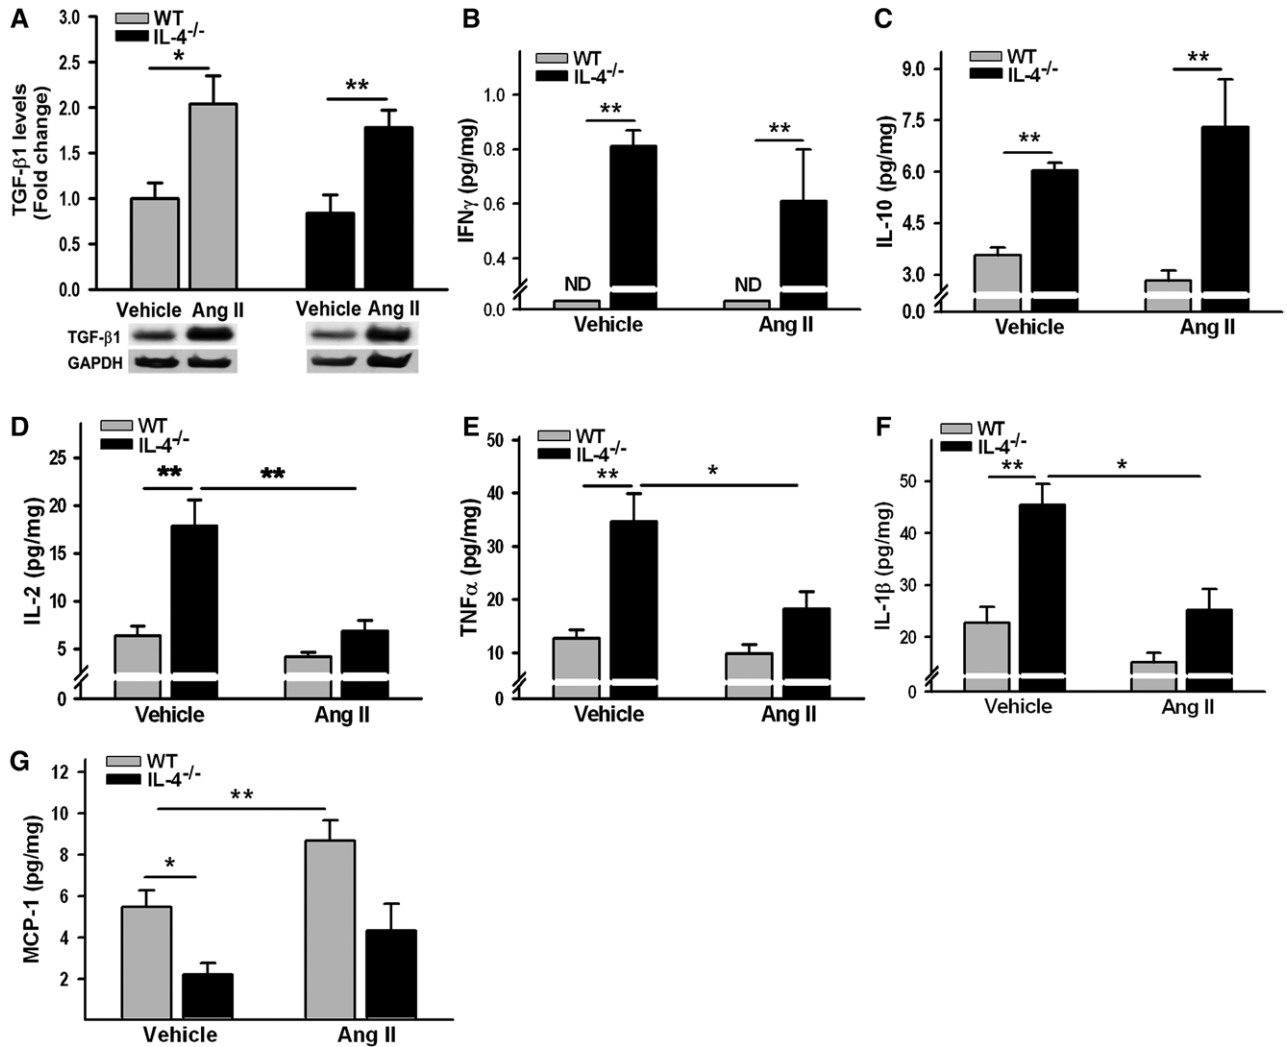 A
WT
IL-4-/-
*
**
3.0
2.5
2.0
1.5
1.0
0.5
0.0
TGF-β1 levels
(Fold change)
Vehicle Ang II
Vehicle Ang II
TGF-β1
GAPDH
B
WT
IL-4-/-
**
**
1.0
0.8
0.6
0.4
0.0
IFNγ (pg/mg)
ND
ND
Vehicle
Ang II
C
WT
IL-4-/-
**
**
9.0
7.5
6.0
4.5
3.0
0.0
IL-10 (pg/mg)
Vehicle
Ang II
D
WT
IL-4-/-
**
**
25
20
15
10
5
0
IL-2 (pg/mg)
Vehicle
Ang II
E
WT
IL-4-/-
**
*
50
40
30
20
10
0
TNFα (pg/mg)
Vehicle
Ang II
F
WT
IL-4-/-
**
*
50
40
30
20
0
IL-1β (pg/mg)
Vehicle
Ang II
G
WT
IL-4-/-
**
*
12
10
8
6
4
2
MCP-1 (pg/mg)
Vehicle
Ang II